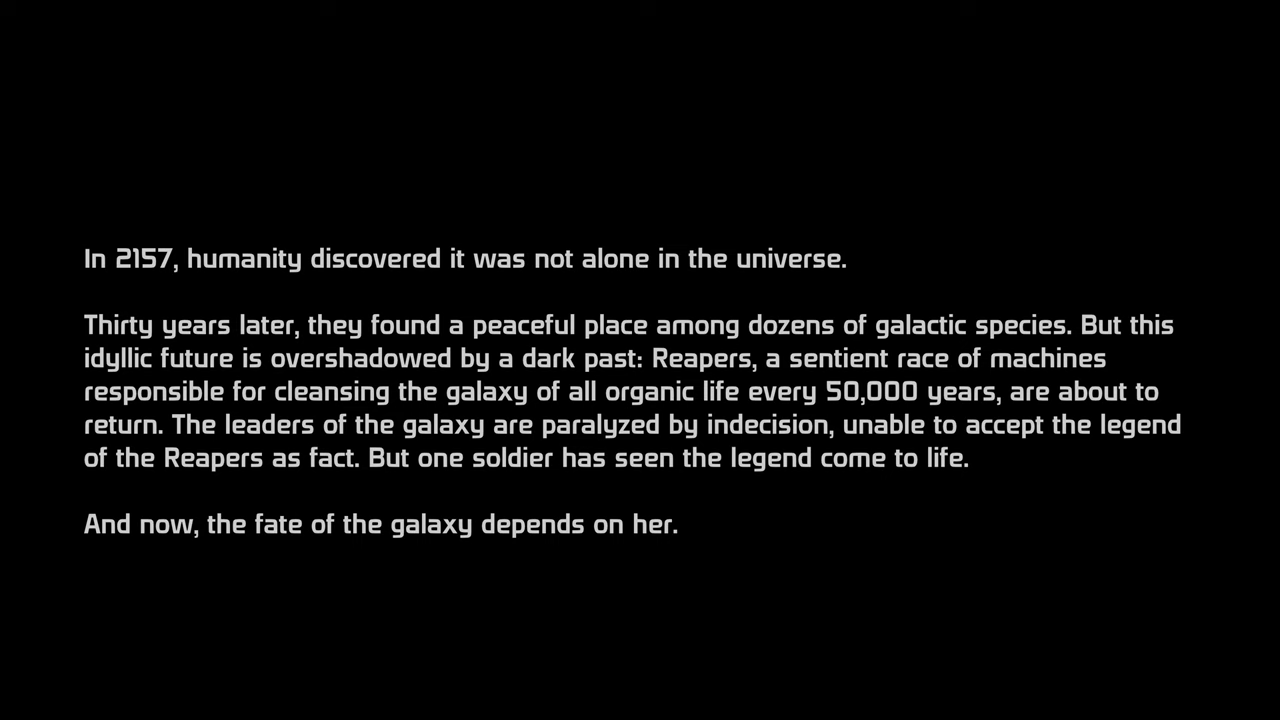 In 2157, humanity discovered it was not alone in the universe.
Thirty years later, they found a peaceful place among dozens of galactic species. But this
idyllic future is overshadowed by a dark past: Reapers, a sentient race of machines
responsible for cleansing the galaxy of all organic life every 50,000 years, are about to
return. The leaders of the galaxy are paralyzed by indecision, unable to accept the legend
of the Reapers as fact. But one soldier has seen the legend come to life.
And now, the fate of the galaxy depends on her.